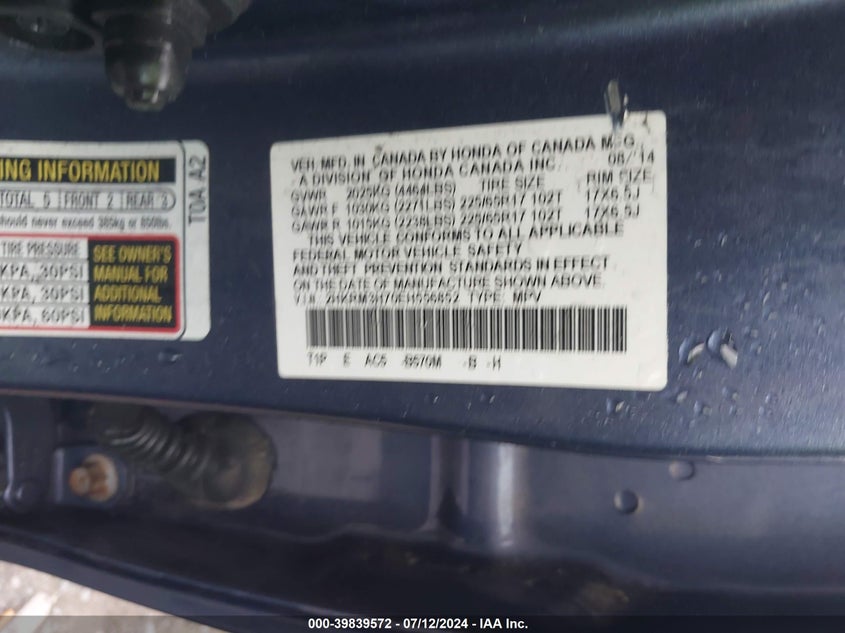 NG INFORMATION
TOTAL 5 FRONT 2 REAR 3
hould never exceed 385kg or 850lbs.
TIRE PRESSURE
KPA, 30PSI
KPA, 30PSI
KPA, 60PSI
SEE OWNER'S
MANUAL FOR
ADDITIONAL
INFORMATION
T0A A2
VEH. MFD. IN CANADA BY HONDA OF CANADA MFG.
A DIVISION OF HONDA CANADA INC. 08/14
GVWR 2025KG (4464LBS) TIRE SIZE RIM SIZE
GAWR F 1030KG (2271LBS) 225/65R17 102T 17X6.5J
GAWR R 1015KG (2238LBS) 225/65R17 102T 17X6.5J
THIS VEHICLE CONFORMS TO ALL APPLICABLE
FEDERAL MOTOR VEHICLE SAFETY
AND THEFT PREVENTION STANDARDS IN EFFECT
ON THE DATE OF MANUFACTURE SHOWN ABOVE.
V.I.N. 2HKRM3H70EH556852 TYPE: MPV
T1P E AC5 -B570M -B -H
000-39839572 / 07/12/2024 - IAA Inc.